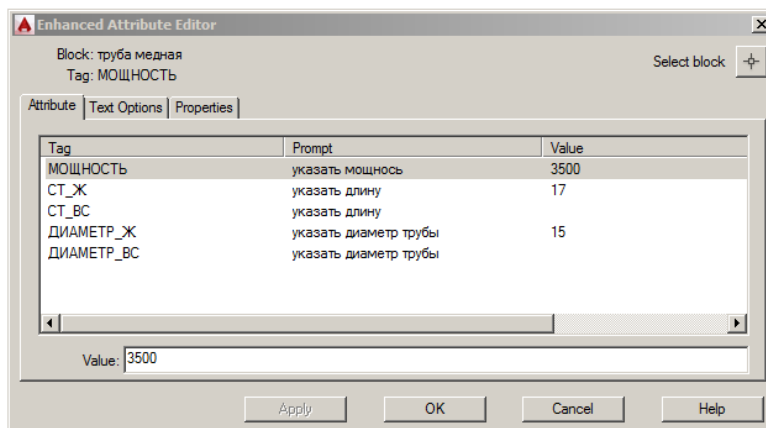 Enhanced Attribute Editor
Block: труба медная
Tag: МОЩНОСТЬ
Select block
Attribute Text Options Properties
Tag Prompt Value
МОЩНОСТЬ указать мощнось 3500
СТ_Ж указать длину 17
СТ_ВС указать длину
ДИАМЕТР_Ж указать диаметр трубы 15
ДИАМЕТР_ВС указать диаметр трубы
Value: 3500
Apply OK Cancel Help